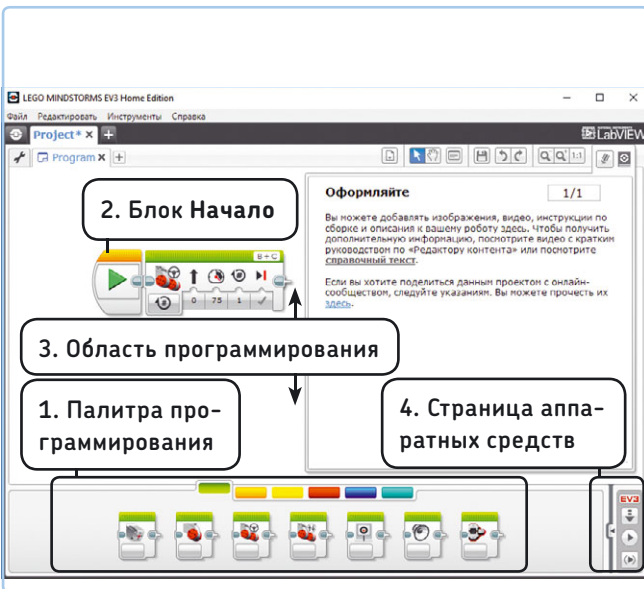 LEGO MINDSTORMS EV3 Home Edition
Файл Редактировать Инструменты Справка
Project* × +
LabVIEW
Program × +
1:1
2. Блок Начало
B + C
0 75 1
Оформляйте
1/1
Вы можете добавлять изображения, видео, инструкции по
сборке и описания к вашему роботу здесь. Чтобы получить
дополнительную информацию, посмотрите видео с кратким
руководством по «Редактору контента» или посмотрите
справочный текст.
Если вы хотите поделиться данным проектом с онлайн-
сообществом, следуйте указаниям. Вы можете прочесть их
здесь.
3. Область программирования
1. Палитра про-
граммирования
4. Страница аппа-
ратных средств
EV3